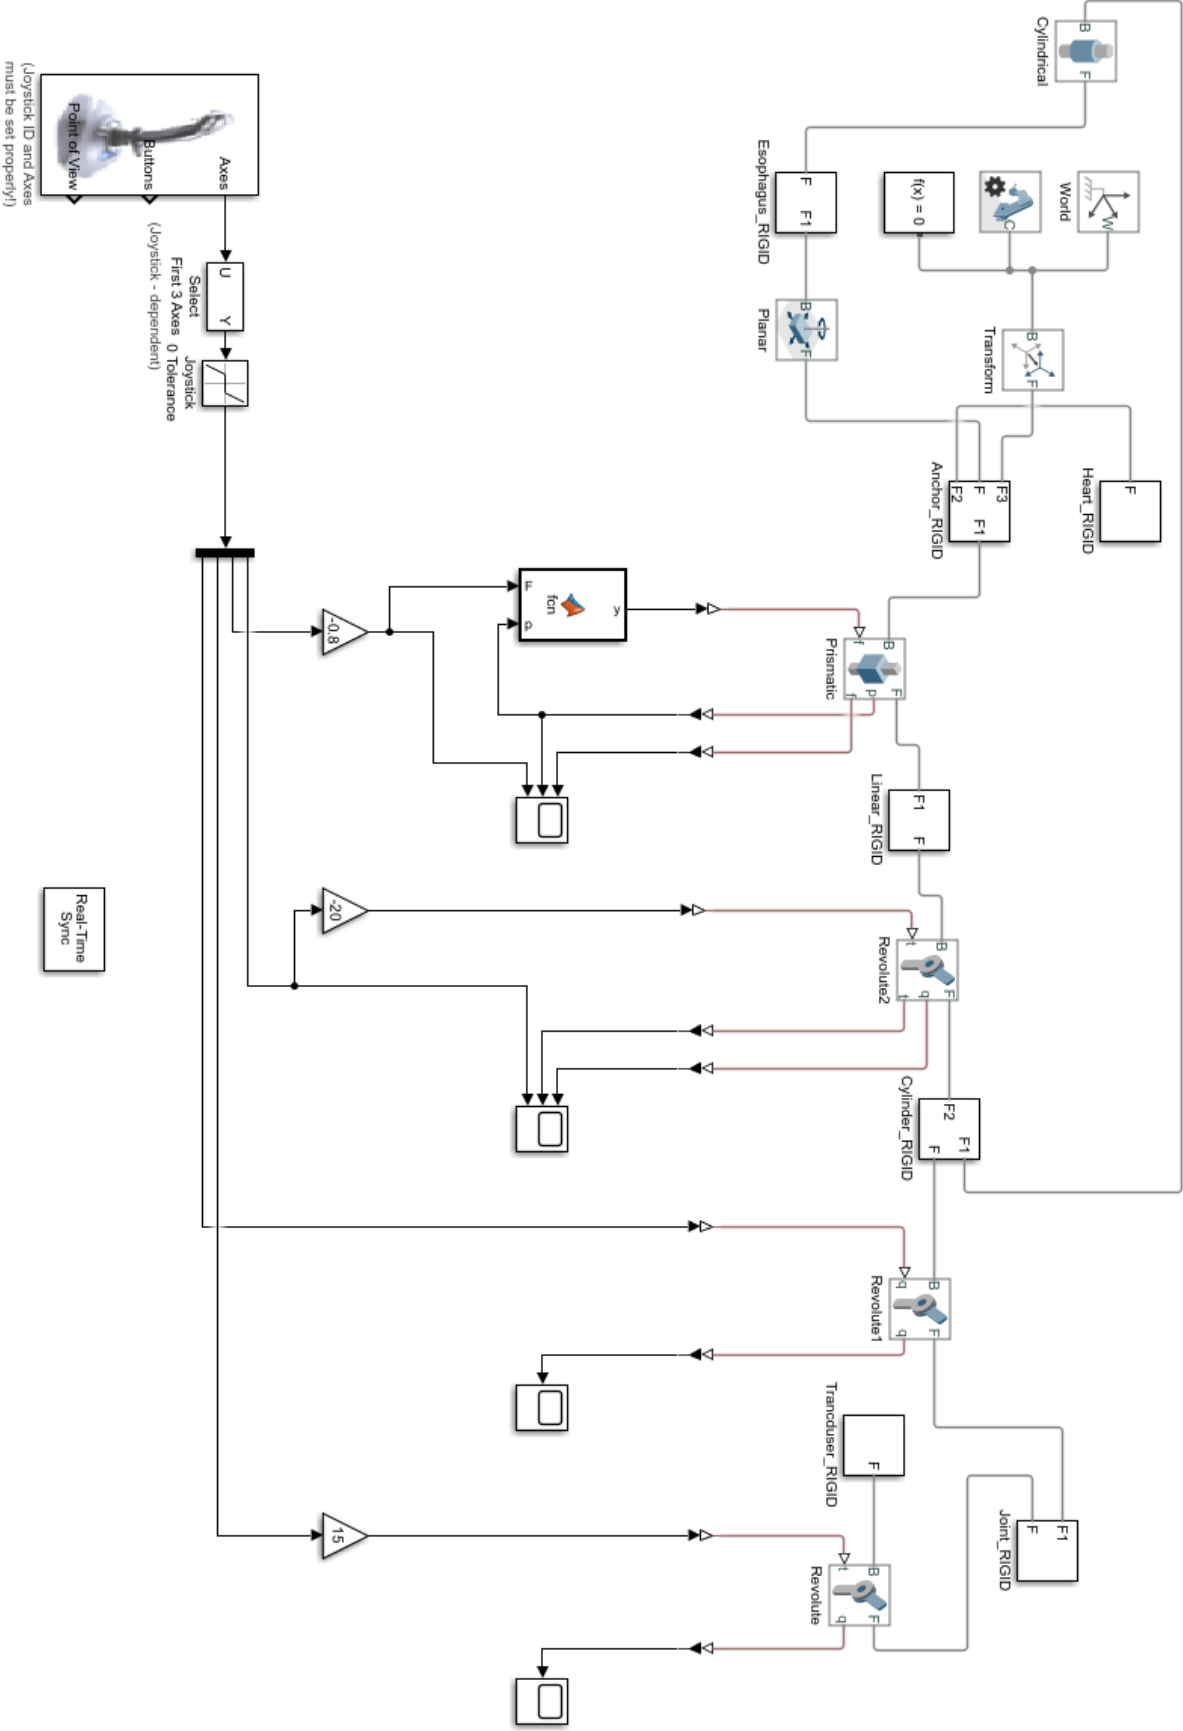 B
F
Cylindrical
W
World
C
f(x) = 0
F
F1
Esophagus_RIGID
B
F
Planar
B
F
Transform
F
Heart_RIGID
F3
F
F2
F1
Anchor_RIGID
B
f
F
p
f
Prismatic
F1
F
Linear_RIGID
B
t
F
q
t
Revolute2
F2
F1
F
Cylinder_RIGID
B
q
F
q
Revolute1
F1
F
Joint_RIGID
F
Trancduser_RIGID
B
t
F
q
Revolute
F
p
fcn
y
-0.8
-20
15
Axes
Buttons
Point of View
(Joystick ID and Axes
must be set properly!)
U
Y
Select
First 3 Axes
(Joystick - dependent)
Joystick
0 Tolerance
Real-Time
Sync